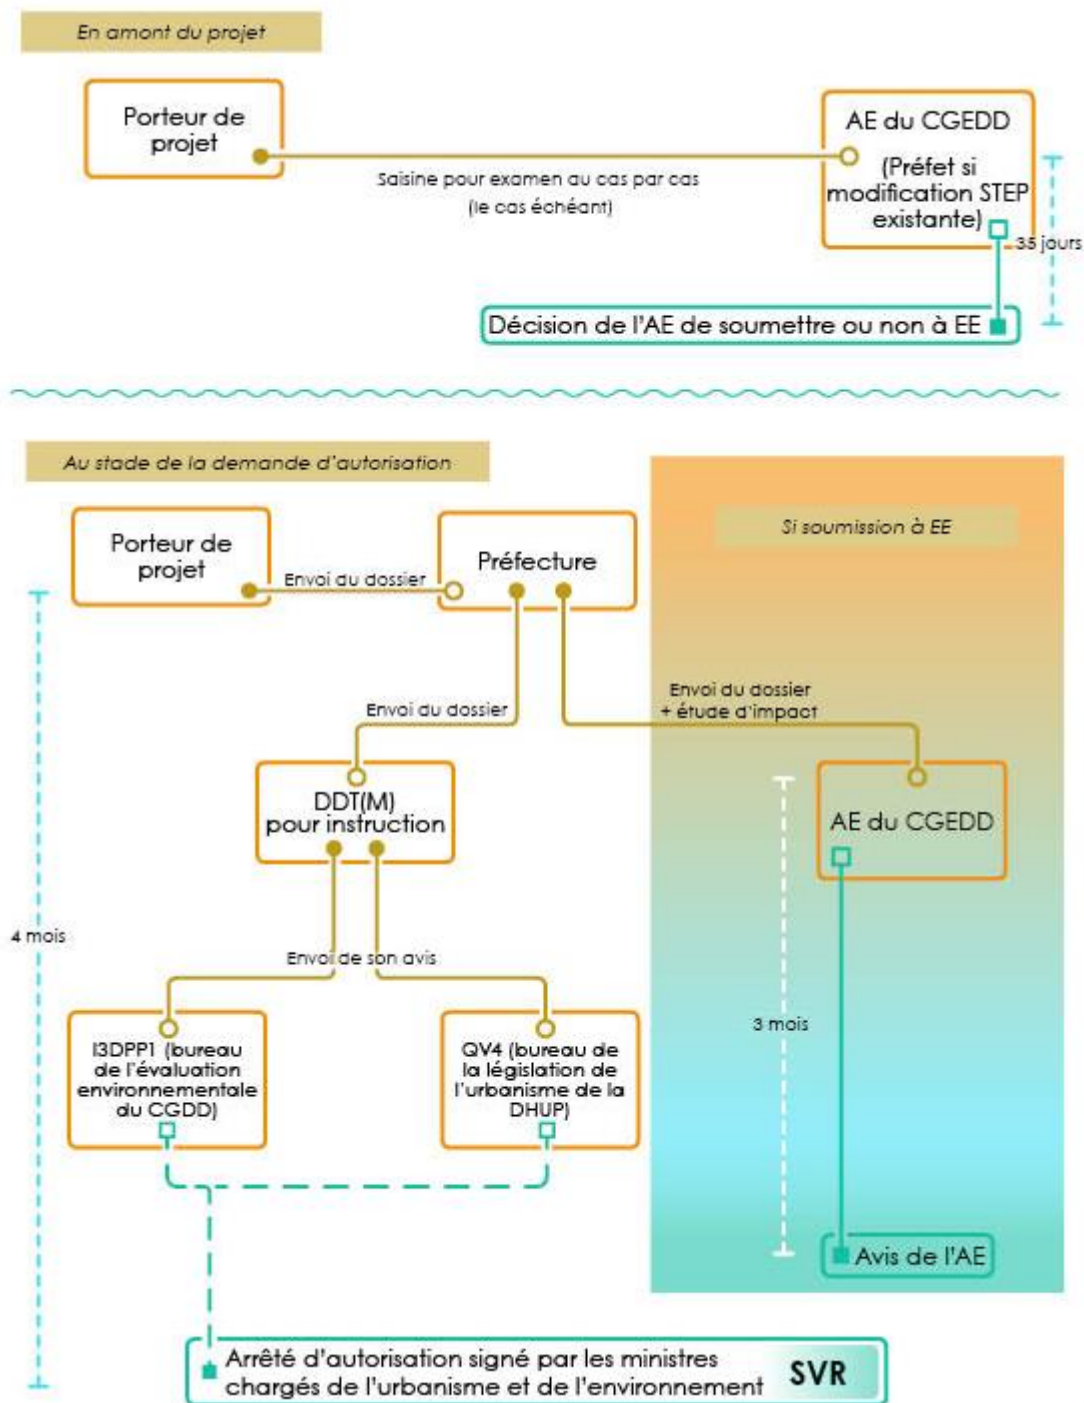 En amont du projet
Porteur de
projet
AE du CGEDD
(Préfet si
modification STEP
existante)
Saisine pour examen au cas par cas
(le cas échéant)
35 jours
Décision de l'AE de soumettre ou non à EE
Au stade de la demande d'autorisation
Si soumission à EE
Porteur de
projet
Envoi du dossier
Préfecture
Envoi du dossier
Envoi du dossier
+ étude d'impact
DDT(M)
pour instruction
AE du CGEDD
4 mois
Envoi de son avis
3 mois
I3DPP1 (bureau
de l'évaluation
environnementale
du CGDD)
QV4 (bureau de
la législation de
l'urbanisme de la
DHUP)
Avis de l'AE
Arrêté d'autorisation signé par les ministres
chargés de l'urbanisme et de l'environnement
SVR